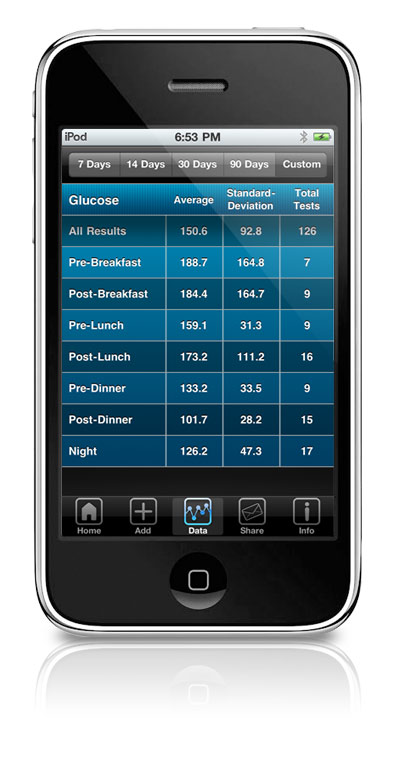 iPod 6:53 PM
7 Days 14 Days 30 Days 90 Days Custom
Glucose Average Standard-Deviation Total Tests
All Results 150.6 92.8 126
Pre-Breakfast 188.7 164.8 7
Post-Breakfast 184.4 164.7 9
Pre-Lunch 159.1 31.3 9
Post-Lunch 173.2 111.2 16
Pre-Dinner 133.2 33.5 9
Post-Dinner 101.7 28.2 15
Night 126.2 47.3 17
Home Add Data Share Info